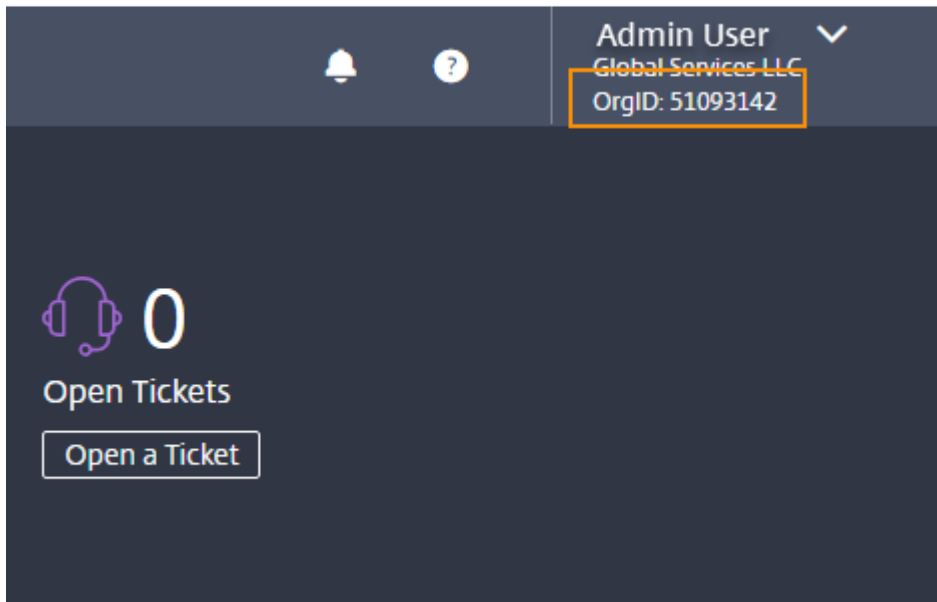 Admin User
Global Services LLC
?
OrgID: 51093142
0
Open Tickets
Open a Ticket